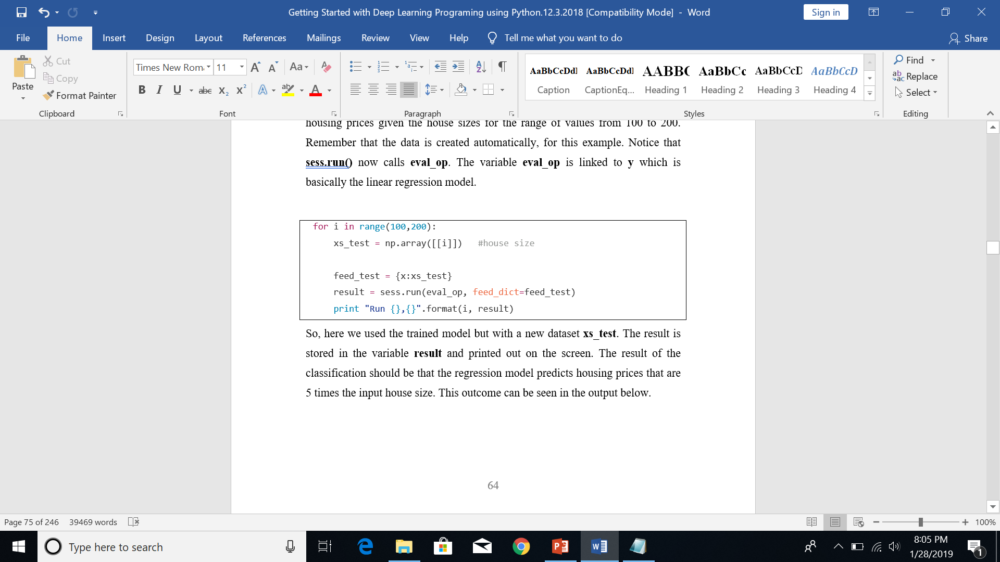 Getting Started with Deep Learning Programing using Python.12.3.2018 [Compatibility Mode] - Word
Sign in
File Home Insert Design Layout References Mailings Review View Help Tell me what you want to do Share
Paste
Cut
Copy
Format Painter
Clipboard
Times New Rom 11
Font
Paragraph
AaBbCcDdI AaBbCcDdI AABBC AaBbCc AaBbCcD AaBbCcD
Caption CaptionEq... Heading 1 Heading 2 Heading 3 Heading 4
Styles
Find
Replace
Select
Editing
housing prices given the house sizes for the range of values from 100 to 200.
Remember that the data is created automatically, for this example. Notice that
sess.run() now calls eval_op. The variable eval_op is linked to y which is
basically the linear regression model.
for i in range(100,200):
xs_test = np.array([[i]]) #house size
feed_test = {x:xs_test}
result = sess.run(eval_op, feed_dict=feed_test)
print "Run {},{}".format(i, result)
So, here we used the trained model but with a new dataset xs_test. The result is
stored in the variable result and printed out on the screen. The result of the
classification should be that the regression model predicts housing prices that are
5 times the input house size. This outcome can be seen in the output below.
64
Page 75 of 246 39469 words
100%
Type here to search
8:05 PM
1/28/2019
1